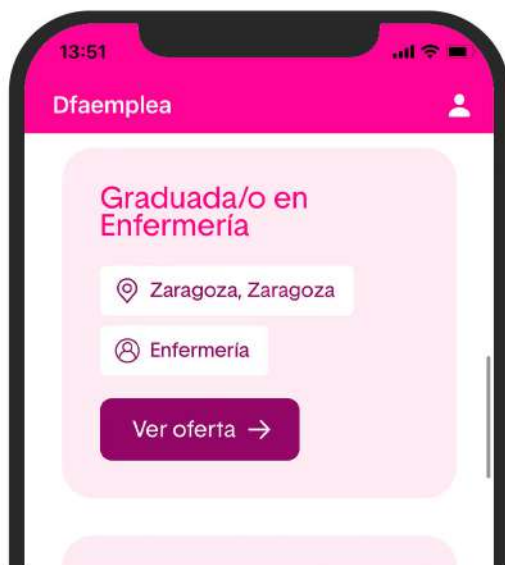 13:51
Dfaemplea
Graduada/o en
Enfermería
Zaragoza, Zaragoza
Enfermería
Ver oferta →